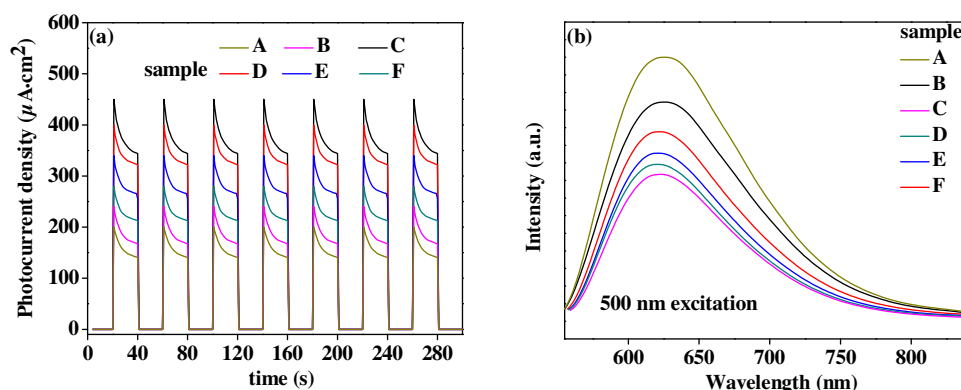 (a)
A B C
sample D E F
Photocurrent density (μ A·cm²)
600
500
400
300
200
100
0
0 40 80 120 160 200 240 280
time (s)
(b)
sample
A
B
C
D
E
F
Intensity (a.u.)
500 nm excitation
600 650 700 750 800
Wavelength (nm)